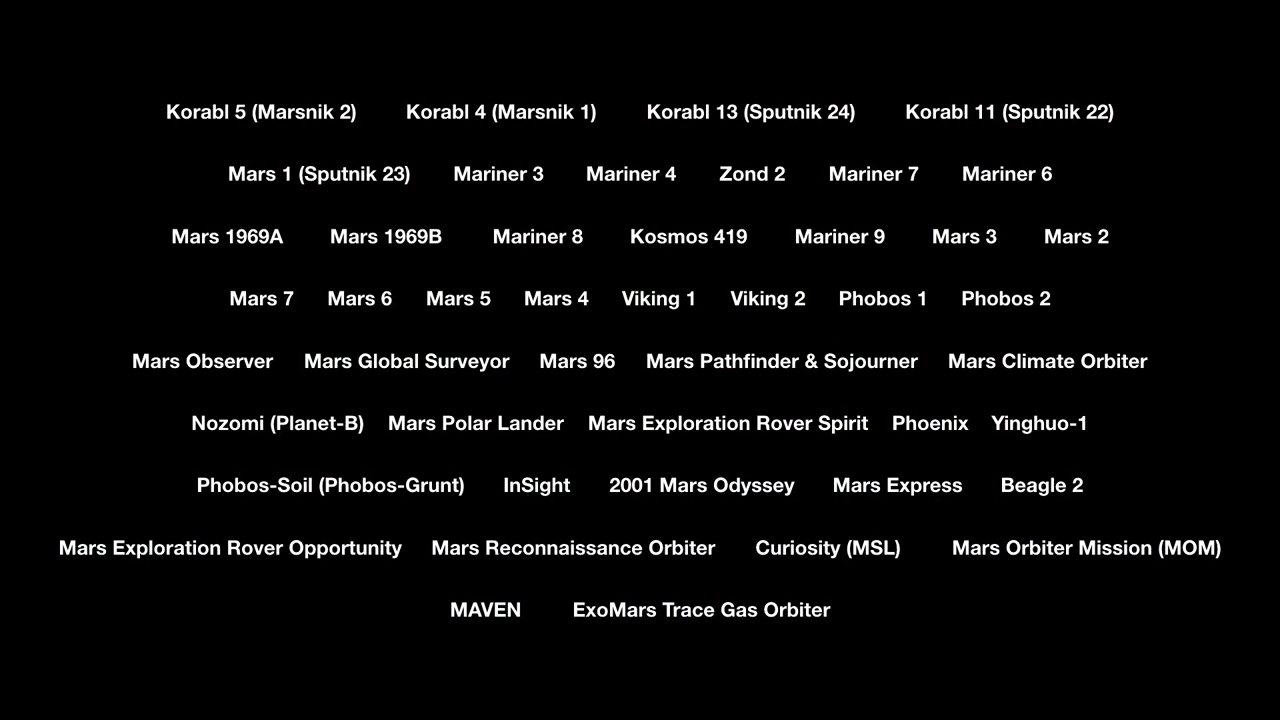 Korabl 5 (Marsnik 2) Korabl 4 (Marsnik 1) Korabl 13 (Sputnik 24) Korabl 11 (Sputnik 22)
Mars 1 (Sputnik 23) Mariner 3 Mariner 4 Zond 2 Mariner 7 Mariner 6
Mars 1969A Mars 1969B Mariner 8 Kosmos 419 Mariner 9 Mars 3 Mars 2
Mars 7 Mars 6 Mars 5 Mars 4 Viking 1 Viking 2 Phobos 1 Phobos 2
Mars Observer Mars Global Surveyor Mars 96 Mars Pathfinder & Sojourner Mars Climate Orbiter
Nozomi (Planet-B) Mars Polar Lander Mars Exploration Rover Spirit Phoenix Yinghuo-1
Phobos-Soil (Phobos-Grunt) InSight 2001 Mars Odyssey Mars Express Beagle 2
Mars Exploration Rover Opportunity Mars Reconnaissance Orbiter Curiosity (MSL) Mars Orbiter Mission (MOM)
MAVEN ExoMars Trace Gas Orbiter